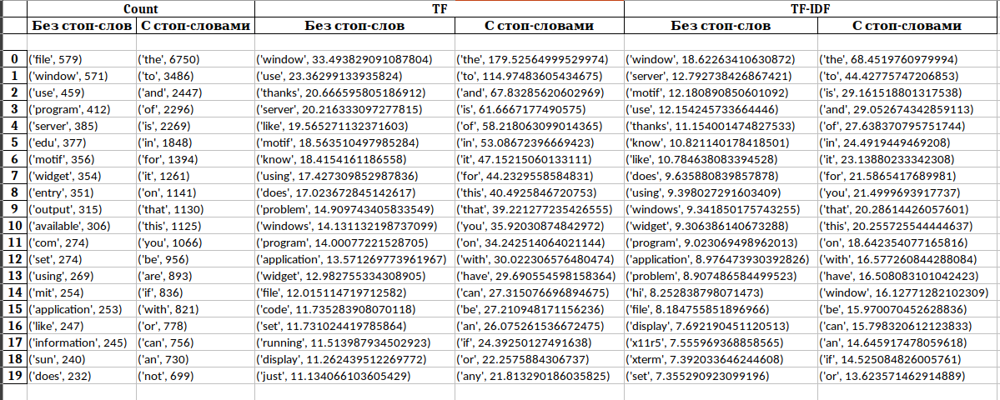 Count TF TF-IDF
Без стоп-слов С стоп-словами Без стоп-слов С стоп-словами Без стоп-слов С стоп-словами
0 ('file', 579) ('the', 6750) ('window', 33.493829091087804) ('the', 179.52564999529974) ('window', 18.62263410630872) ('the', 68.4519760979994)
1 ('window', 571) ('to', 3486) ('use', 23.36299133935824) ('to', 114.97483605434675) ('server', 12.792738426867421) ('to', 44.42775747206853)
2 ('use', 459) ('and', 2447) ('thanks', 20.666595805186912) ('and', 67.83285620602969) ('motif', 12.180890850601092) ('is', 29.161518801317538)
3 ('program', 412) ('of', 2296) ('server', 20.216333097277815) ('is', 61.6667177490575) ('use', 12.154245733664446) ('and', 29.052674342859113)
4 ('server', 385) ('is', 2269) ('like', 19.565271132371603) ('of', 58.218063099014365) ('thanks', 11.154001474827533) ('of', 27.638370795751744)
5 ('edu', 377) ('in', 1848) ('motif', 18.563510497985284) ('in', 53.08672396669423) ('know', 10.821140178418501) ('in', 24.4919449469208)
6 ('motif', 356) ('for', 1394) ('know', 18.4154161186558) ('it', 47.15215060133111) ('like', 10.784638083394528) ('it', 23.13880233342308)
7 ('widget', 354) ('it', 1261) ('using', 17.427309852987836) ('for', 44.2329558584831) ('does', 9.635880839857878) ('for', 21.5865417689981)
8 ('entry', 351) ('on', 1141) ('does', 17.023672845142617) ('this', 40.4925846720753) ('using', 9.398027291603409) ('you', 21.4999693917737)
9 ('output', 315) ('that', 1130) ('problem', 14.909743405833549) ('that', 39.221277235426555) ('windows', 9.341850175743255) ('that', 20.28614426057601)
10 ('available', 306) ('this', 1125) ('windows', 14.131132198737099) ('you', 35.92030874842972) ('widget', 9.306386140673288) ('this', 20.255725544444637)
11 ('com', 274) ('you', 1066) ('program', 14.00077221528705) ('on', 34.242514064021144) ('program', 9.023069498962013) ('on', 18.642354077165816)
12 ('set', 274) ('be', 956) ('application', 13.571269773961967) ('with', 30.022306576480474) ('application', 8.976473930392826) ('with', 16.577260844288084)
13 ('using', 269) ('are', 893) ('widget', 12.982755334308905) ('have', 29.690554598158364) ('problem', 8.907486584499523) ('have', 16.508083101042423)
14 ('mit', 254) ('if', 836) ('file', 12.015114719712582) ('can', 27.315076696894675) ('hi', 8.252838798071473) ('window', 16.12771282102309)
15 ('application', 253) ('with', 821) ('code', 11.735283908070118) ('be', 27.210948171156236) ('file', 8.184755851896966) ('be', 15.970070452628836)
16 ('like', 247) ('or', 778) ('set', 11.731024419785864) ('an', 26.075261536672475) ('display', 7.692190451120513) ('can', 15.798320612123833)
17 ('information', 245) ('can', 756) ('running', 11.513987934502923) ('if', 24.39250127491638) ('x11r5', 7.555969368858565) ('an', 14.645917478059618)
18 ('sun', 240) ('an', 730) ('display', 11.262439512269772) ('or', 22.2575884306737) ('xterm', 7.392033646244608) ('if', 14.525084826005761)
19 ('does', 232) ('not', 699) ('just', 11.134066103605429) ('any', 21.813290186035825) ('set', 7.355290923099196) ('or', 13.623571462914889)